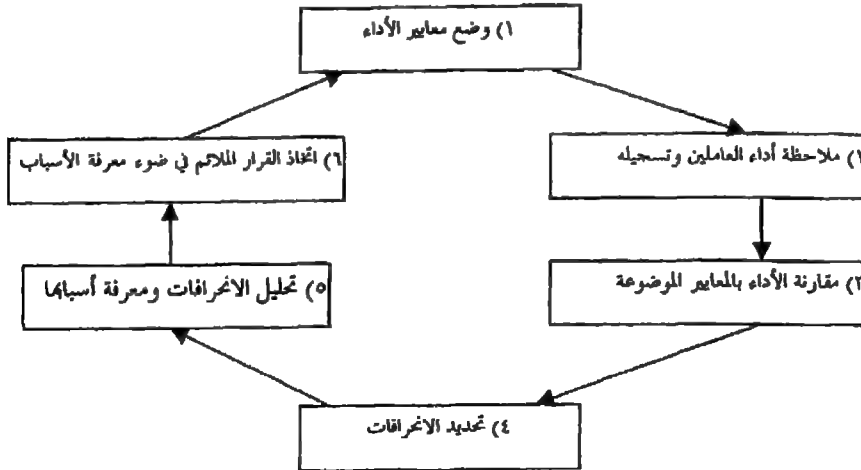 ١) وضع معايير الأداء
٢) ملاحظة أداء العاملين وتسجيله
٣) مقارنة الأداء بالمعايير الموضوعة
٤) تحديد الانحرافات
٥) تحليل الانحرافات ومعرفة أسبابها
٦) اتخاذ القرار الملائم في ضوء معرفة الأسباب